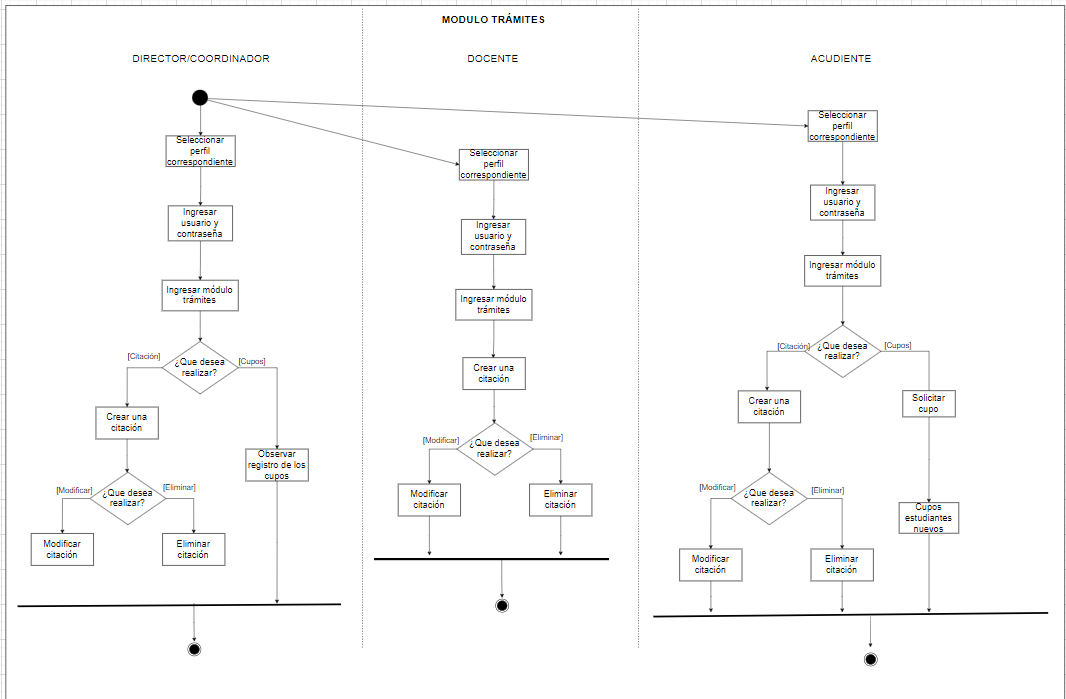 MODULO TRÁMITES
DIRECTOR/COORDINADOR
Seleccionar
perfil
correspondiente
Ingresar
usuario y
contraseña
Ingresar módulo
trámites
[Citación]
¿Que desea
realizar?
[Cupos]
Crear una
citación
Observar
registro de los
cupos
[Modificar]
¿Que desea
realizar?
[Eliminar]
Modificar
citación
Eliminar
citación
DOCENTE
Seleccionar
perfil
correspondiente
Ingresar
usuario y
contraseña
Ingresar módulo
trámites
Crear una
citación
[Modificar]
¿Que desea
realizar?
[Eliminar]
Modificar
citación
Eliminar
citación
ACUDIENTE
Seleccionar
perfil
correspondiente
Ingresar
usuario y
contraseña
Ingresar módulo
trámites
[Citación]
¿Que desea
realizar?
[Cupos]
Crear una
citación
Solicitar
cupo
[Modificar]
¿Que desea
realizar?
[Eliminar]
Cupos
estudiantes
nuevos
Modificar
citación
Eliminar
citación